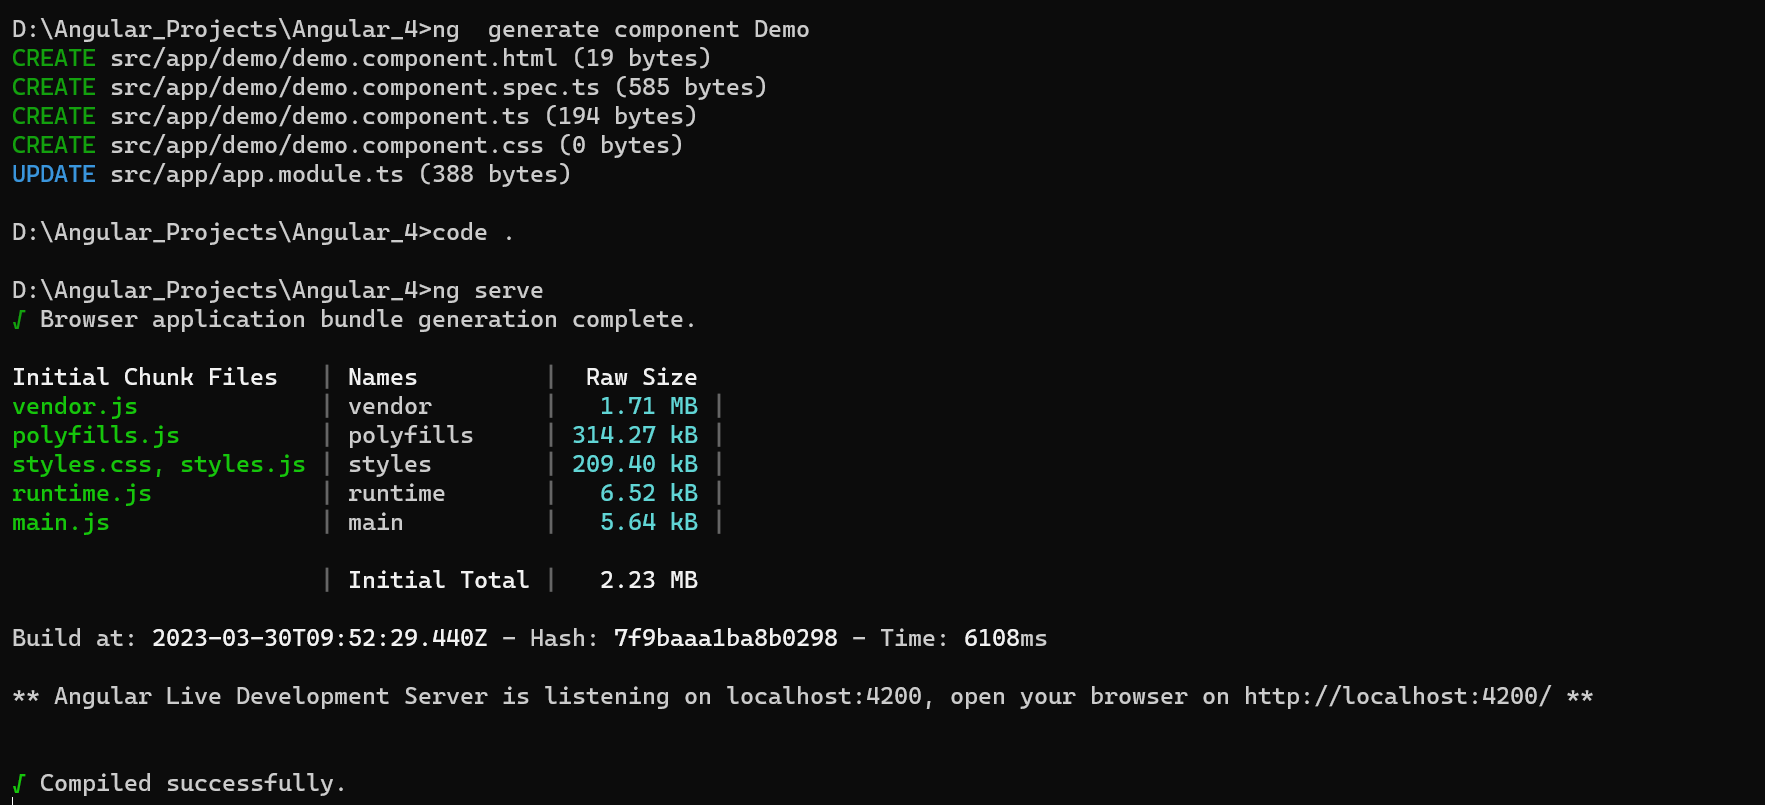 D:\Angular_Projects\Angular_4>ng  generate component Demo
CREATE src/app/demo/demo.component.html (19 bytes)
CREATE src/app/demo/demo.component.spec.ts (585 bytes)
CREATE src/app/demo/demo.component.ts (194 bytes)
CREATE src/app/demo/demo.component.css (0 bytes)
UPDATE src/app/app.module.ts (388 bytes)
D:\Angular_Projects\Angular_4>code .
D:\Angular_Projects\Angular_4>ng serve
√ Browser application bundle generation complete.
Initial Chunk Files   | Names         |  Raw Size
vendor.js             | vendor        |   1.71 MB |
polyfills.js          | polyfills     | 314.27 kB |
styles.css, styles.js | styles        | 209.40 kB |
runtime.js            | runtime       |   6.52 kB |
main.js               | main          |   5.64 kB |
                      | Initial Total |   2.23 MB
Build at: 2023-03-30T09:52:29.440Z - Hash: 7f9baaa1ba8b0298 - Time: 6108ms
** Angular Live Development Server is listening on localhost:4200, open your browser on http://localhost:4200/ **
√ Compiled successfully.